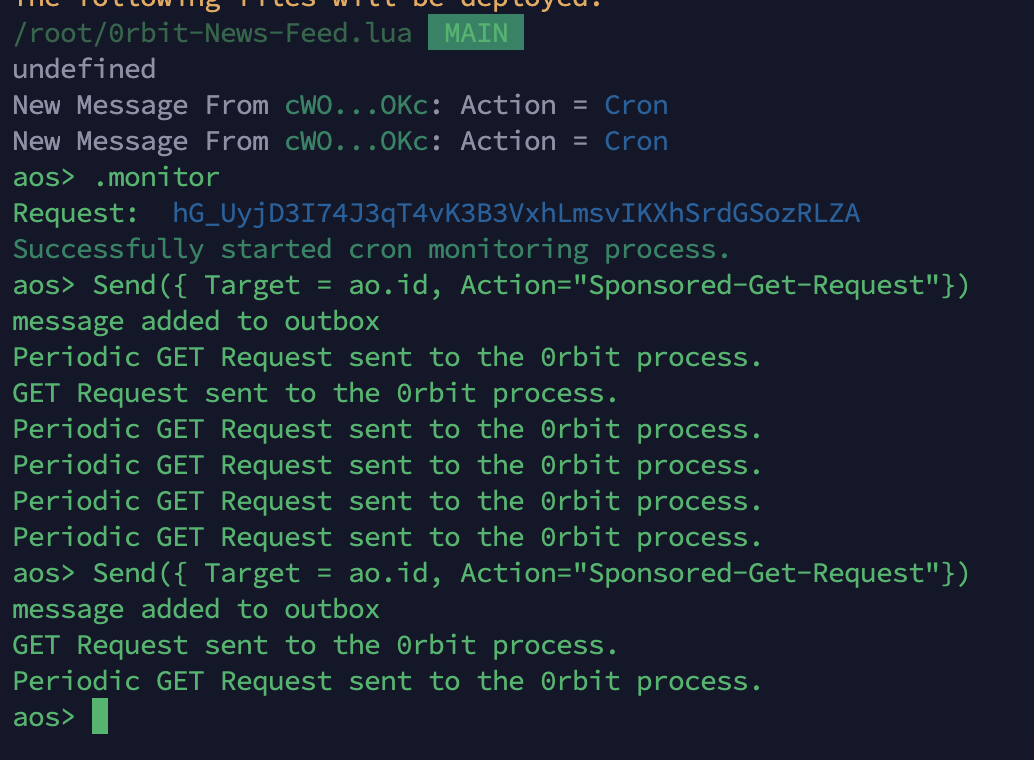 The following files will be deployed:
/root/0rbit-News-Feed.lua MAIN
undefined
New Message From cWO...OKc: Action = Cron
New Message From cWO...OKc: Action = Cron
aos> .monitor
Request: hG_UyjD3I74J3qT4vK3B3VxhLmsvIKXhSrdGSozRLZA
Successfully started cron monitoring process.
aos> Send({ Target = ao.id, Action="Sponsored-Get-Request"})
message added to outbox
Periodic GET Request sent to the 0rbit process.
GET Request sent to the 0rbit process.
Periodic GET Request sent to the 0rbit process.
Periodic GET Request sent to the 0rbit process.
Periodic GET Request sent to the 0rbit process.
Periodic GET Request sent to the 0rbit process.
aos> Send({ Target = ao.id, Action="Sponsored-Get-Request"})
message added to outbox
GET Request sent to the 0rbit process.
Periodic GET Request sent to the 0rbit process.
aos>